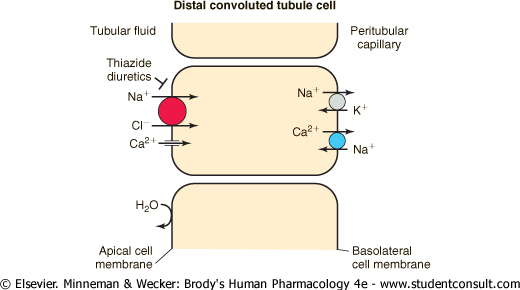 Distal convoluted tubule cell
Tubular fluid
Peritubular
capillary
Thiazide
diuretics
Na⁺
Cl⁻
Ca²⁺
Na⁺
K⁺
Ca²⁺
Na⁺
H₂O
Apical cell
membrane
Basolateral
cell membrane
© Elsevier. Minneman & Wecker: Brody's Human Pharmacology 4e - www.studentconsult.com